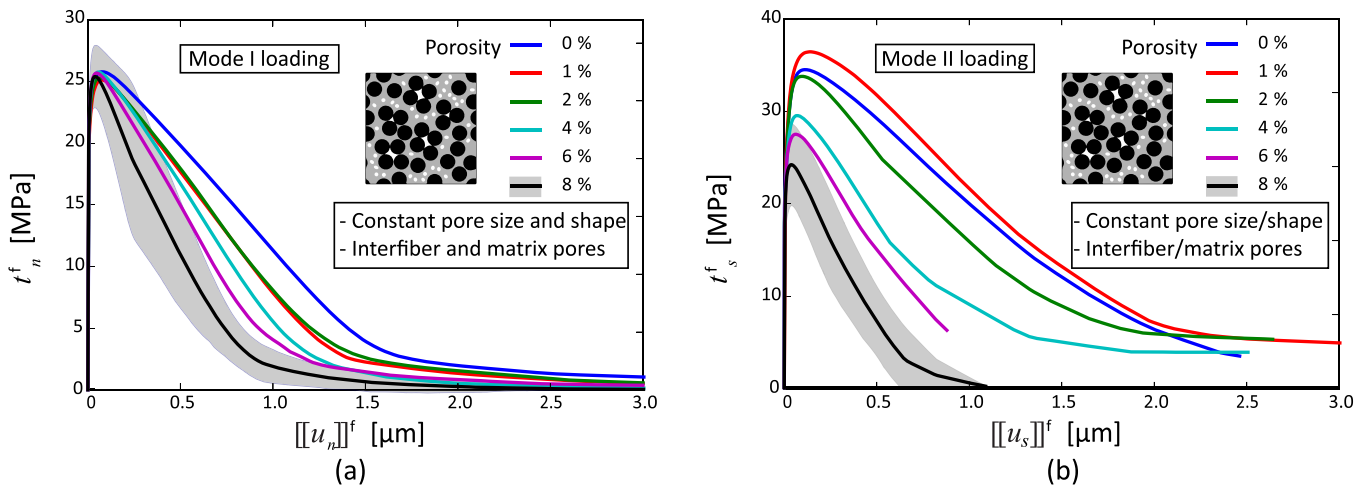 30
25
20
15
10
5
0
t^f_n [MPa]
Mode I loading
Porosity
0 %
1 %
2 %
4 %
6 %
8 %
- Constant pore size and shape
- Interfiber and matrix pores
0 0.5 1.0 1.5 2.0 2.5 3.0
⟦u_n⟧^f [μm]
(a)
40
30
20
10
0
t^f_s [MPa]
Mode II loading
Porosity
0 %
1 %
2 %
4 %
6 %
8 %
- Constant pore size/shape
- Interfiber/matrix pores
0 0.5 1.0 1.5 2.0 2.5 3.0
⟦u_s⟧^f [μm]
(b)